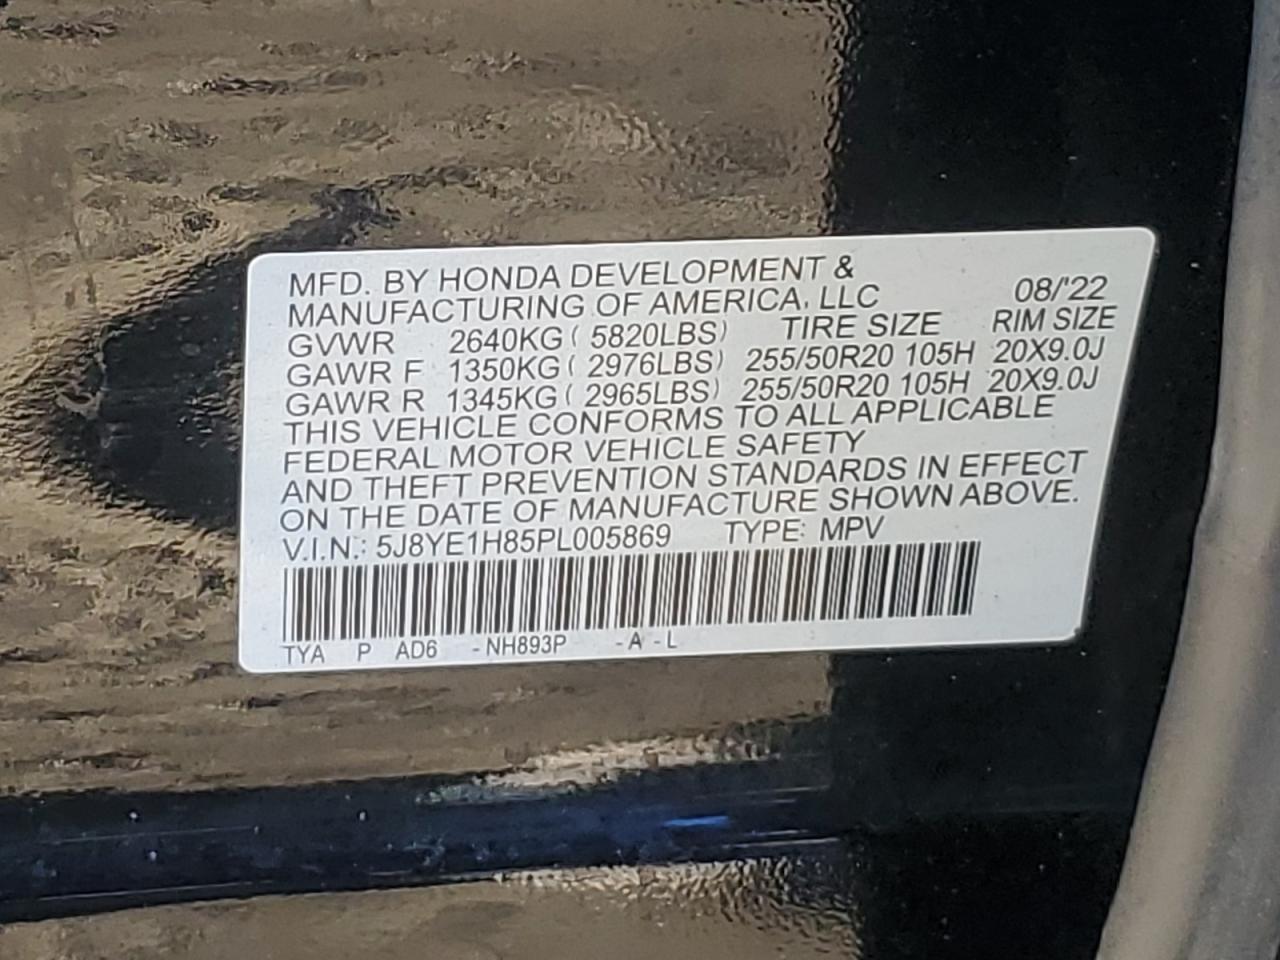 MFD. BY HONDA DEVELOPMENT &
MANUFACTURING OF AMERICA, LLC 08/'22
GVWR 2640KG ( 5820LBS) TIRE SIZE RIM SIZE
GAWR F 1350KG ( 2976LBS) 255/50R20 105H 20X9.0J
GAWR R 1345KG ( 2965LBS) 255/50R20 105H 20X9.0J
THIS VEHICLE CONFORMS TO ALL APPLICABLE
FEDERAL MOTOR VEHICLE SAFETY
AND THEFT PREVENTION STANDARDS IN EFFECT
ON THE DATE OF MANUFACTURE SHOWN ABOVE.
V.I.N.: 5J8YE1H85PL005869 TYPE: MPV
TYA P AD6 -NH893P -A -L